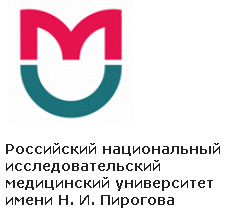 Российский национальный
исследовательский
медицинский университет
имени Н. И. Пирогова